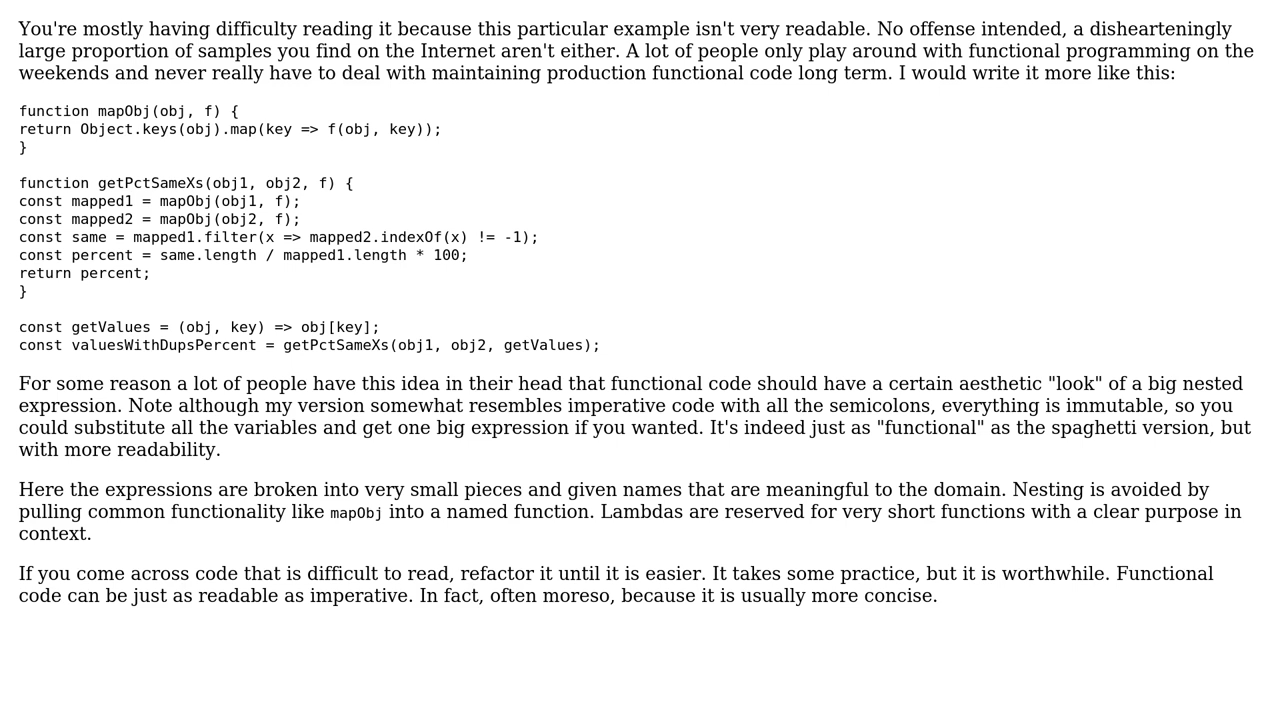 You're mostly having difficulty reading it because this particular example isn't very readable. No offense intended, a dishearteningly
large proportion of samples you find on the Internet aren't either. A lot of people only play around with functional programming on the
weekends and never really have to deal with maintaining production functional code long term. I would write it more like this:
function mapObj(obj, f) {
return Object.keys(obj).map(key => f(obj, key));
}
function getPctSameXs(obj1, obj2, f) {
const mapped1 = mapObj(obj1, f);
const mapped2 = mapObj(obj2, f);
const same = mapped1.filter(x => mapped2.indexOf(x) != -1);
const percent = same.length / mapped1.length * 100;
return percent;
}
const getValues = (obj, key) => obj[key];
const valuesWithDupsPercent = getPctSameXs(obj1, obj2, getValues);
For some reason a lot of people have this idea in their head that functional code should have a certain aesthetic "look" of a big nested
expression. Note although my version somewhat resembles imperative code with all the semicolons, everything is immutable, so you
could substitute all the variables and get one big expression if you wanted. It's indeed just as "functional" as the spaghetti version, but
with more readability.
Here the expressions are broken into very small pieces and given names that are meaningful to the domain. Nesting is avoided by
pulling common functionality like mapObj into a named function. Lambdas are reserved for very short functions with a clear purpose in
context.
If you come across code that is difficult to read, refactor it until it is easier. It takes some practice, but it is worthwhile. Functional
code can be just as readable as imperative. In fact, often moreso, because it is usually more concise.